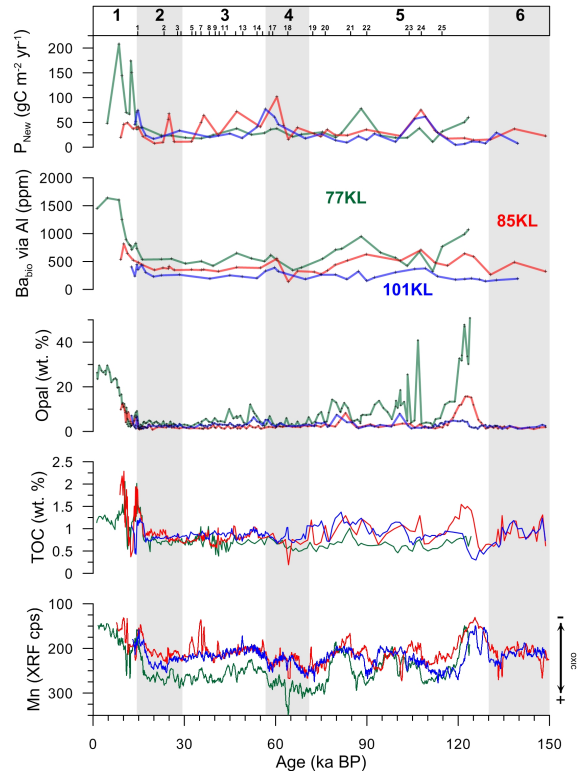 1 2 3 4 5 6
1 2 3 5 7 8 9 10 11 13 14 15 17 18 19 20 21 22 23 24 25
P_New (gC m⁻² yr⁻¹)
200
150
100
50
0
Ba_bio via Al (ppm)
2000
1500
1000
500
0
77KL
85KL
101KL
Opal (wt. %)
40
20
0
TOC (wt. %)
2.5
2
1.5
1
0.5
0
Mn (XRF cps)
100
200
300
-
oxic
+
0 30 60 90 120 150
Age (ka BP)